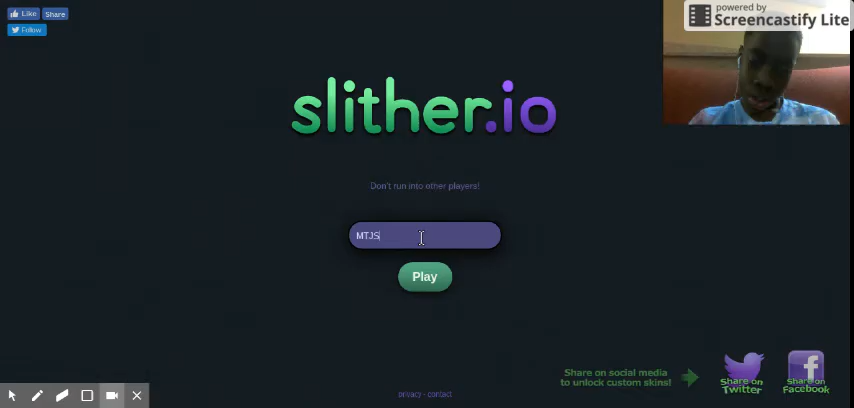 Like Share
Follow
powered by
Screencastify Lite
slither.io
Don't run into other players!
MTJS
Play
Share on social media
to unlock custom skins!
Share on
Twitter
Share on
Facebook
privacy · contact